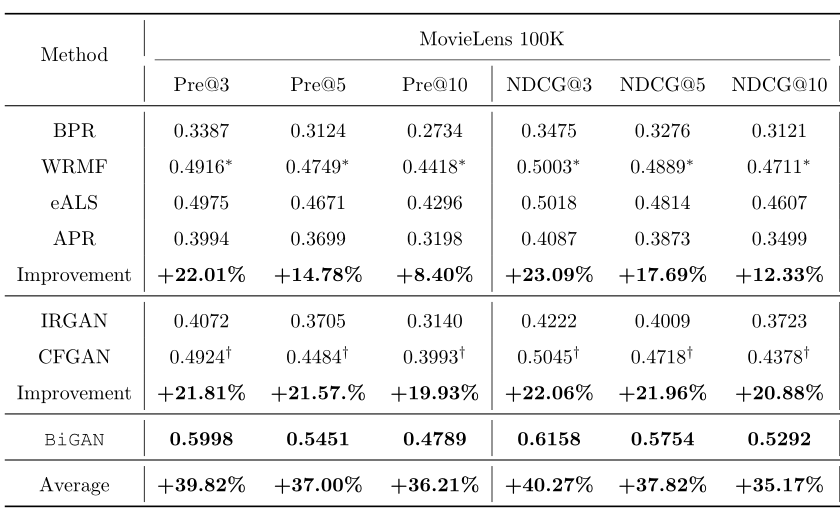 Method MovieLens 100K
Pre@3 Pre@5 Pre@10 NDCG@3 NDCG@5 NDCG@10
BPR 0.3387 0.3124 0.2734 0.3475 0.3276 0.3121
WRMF 0.4916* 0.4749* 0.4418* 0.5003* 0.4889* 0.4711*
eALS 0.4975 0.4671 0.4296 0.5018 0.4814 0.4607
APR 0.3994 0.3699 0.3198 0.4087 0.3873 0.3499
Improvement +22.01% +14.78% +8.40% +23.09% +17.69% +12.33%
IRGAN 0.4072 0.3705 0.3140 0.4222 0.4009 0.3723
CFGAN 0.4924† 0.4484† 0.3993† 0.5045† 0.4718† 0.4378†
Improvement +21.81% +21.57.% +19.93% +22.06% +21.96% +20.88%
BiGAN 0.5998 0.5451 0.4789 0.6158 0.5754 0.5292
Average +39.82% +37.00% +36.21% +40.27% +37.82% +35.17%